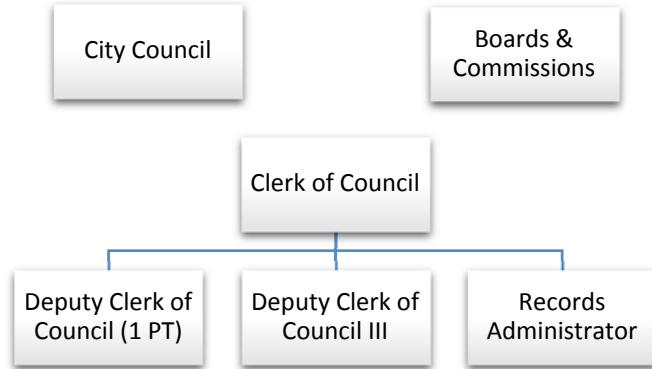 City Council
Boards &
Commissions
Clerk of Council
Deputy Clerk of
Council (1 PT)
Deputy Clerk of
Council III
Records
Administrator